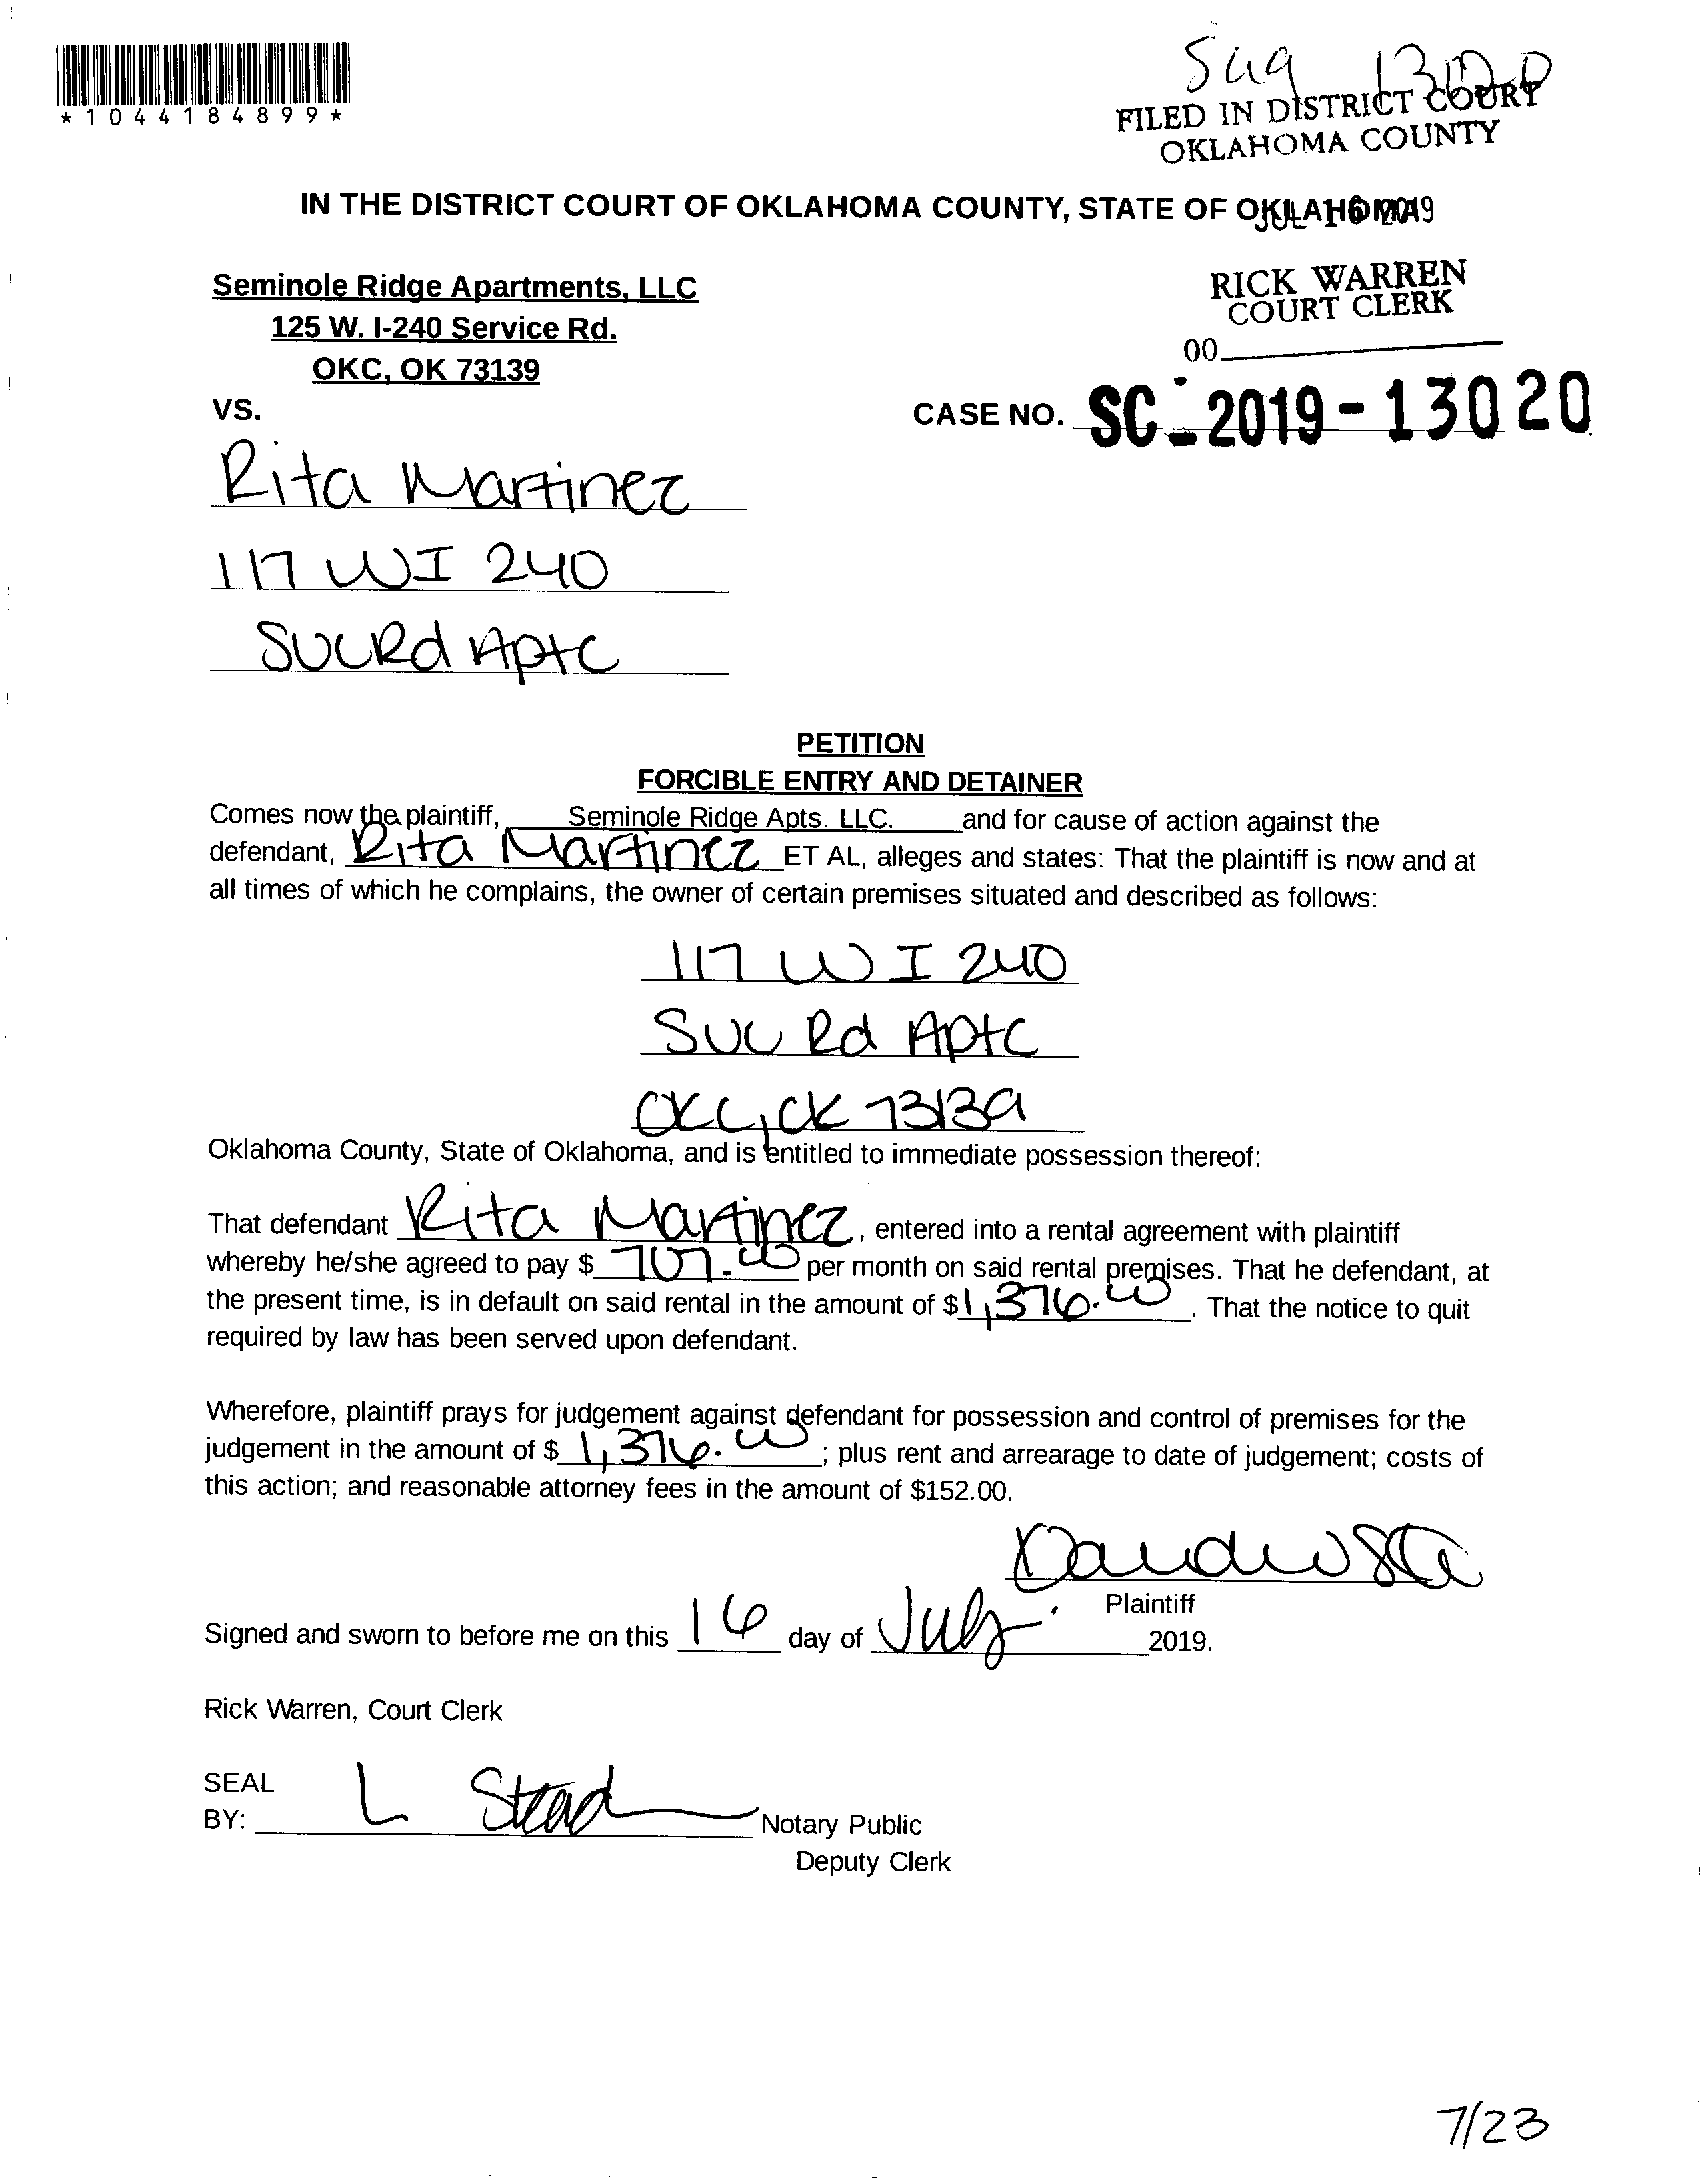 *1044184899*
FILED IN DISTRICT COURT
OKLAHOMA COUNTY
IN THE DISTRICT COURT OF OKLAHOMA COUNTY, STATE OF OKLAHOMA
JUL 16 2019
Seminole Ridge Apartments, LLC
125 W. I-240 Service Rd.
OKC, OK 73139
RICK WARREN
COURT CLERK
00
VS.
CASE NO. SC-2019-13020
Rita Martinez
117 W I 240
SVC Rd Apt C
PETITION
FORCIBLE ENTRY AND DETAINER
Comes now the plaintiff, Seminole Ridge Apts. LLC. and for cause of action against the
defendant, Rita Martinez ET AL, alleges and states: That the plaintiff is now and at
all times of which he complains, the owner of certain premises situated and described as follows:
117 W I 240
SVC Rd Apt C
OKC, OK 73139
Oklahoma County, State of Oklahoma, and is entitled to immediate possession thereof:
That defendant Rita Martinez, entered into a rental agreement with plaintiff
whereby he/she agreed to pay $ 707.00 per month on said rental premises. That he defendant, at
the present time, is in default on said rental in the amount of $1,376.00. That the notice to quit
required by law has been served upon defendant.
Wherefore, plaintiff prays for judgement against defendant for possession and control of premises for the
judgement in the amount of $ 1,376.00; plus rent and arrearage to date of judgement; costs of
this action; and reasonable attorney fees in the amount of $152.00.
Plaintiff
Signed and sworn to before me on this 16 day of July 2019.
Rick Warren, Court Clerk
SEAL
BY: L Stead Notary Public
Deputy Clerk
7/23